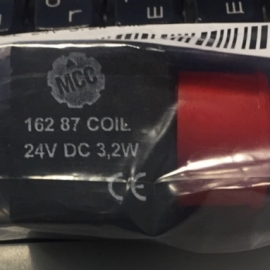 MCC
162 87 COIL
24V DC 3,2W
CE